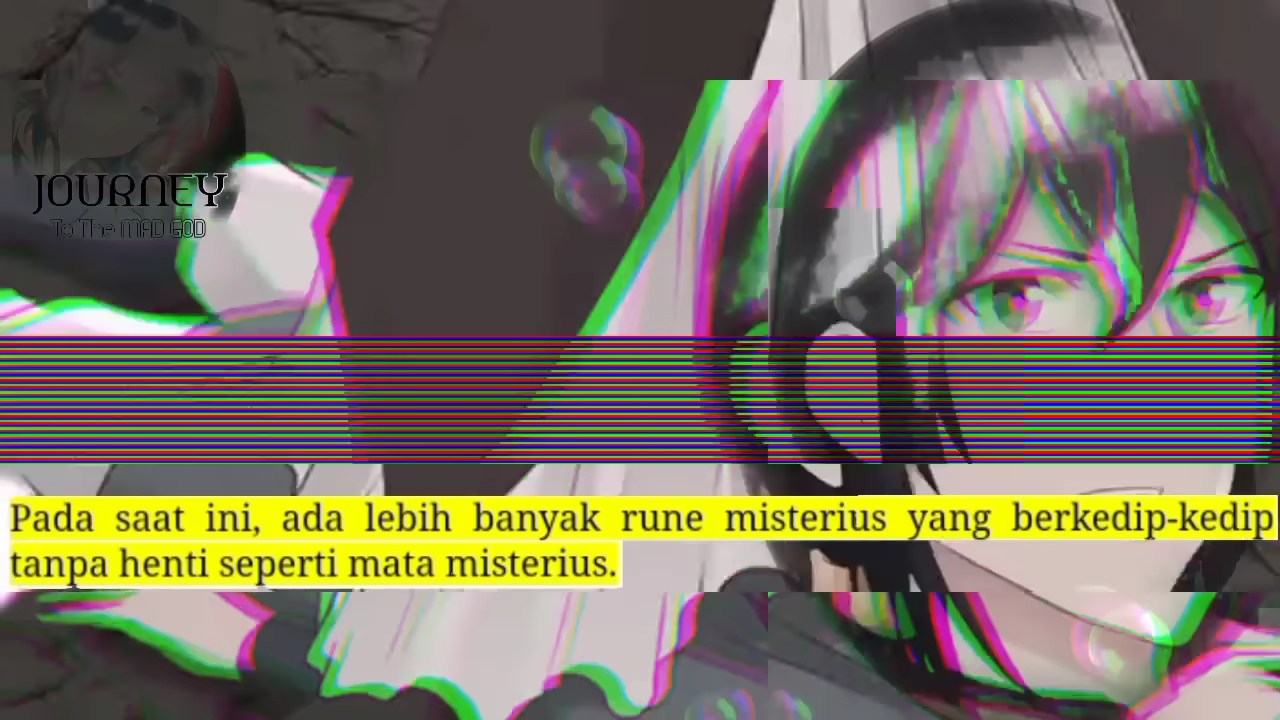 JOURNEY
To The MAD GOD
Pada saat ini, ada lebih banyak rune misterius yang berkedip-kedip
tanpa henti seperti mata misterius.